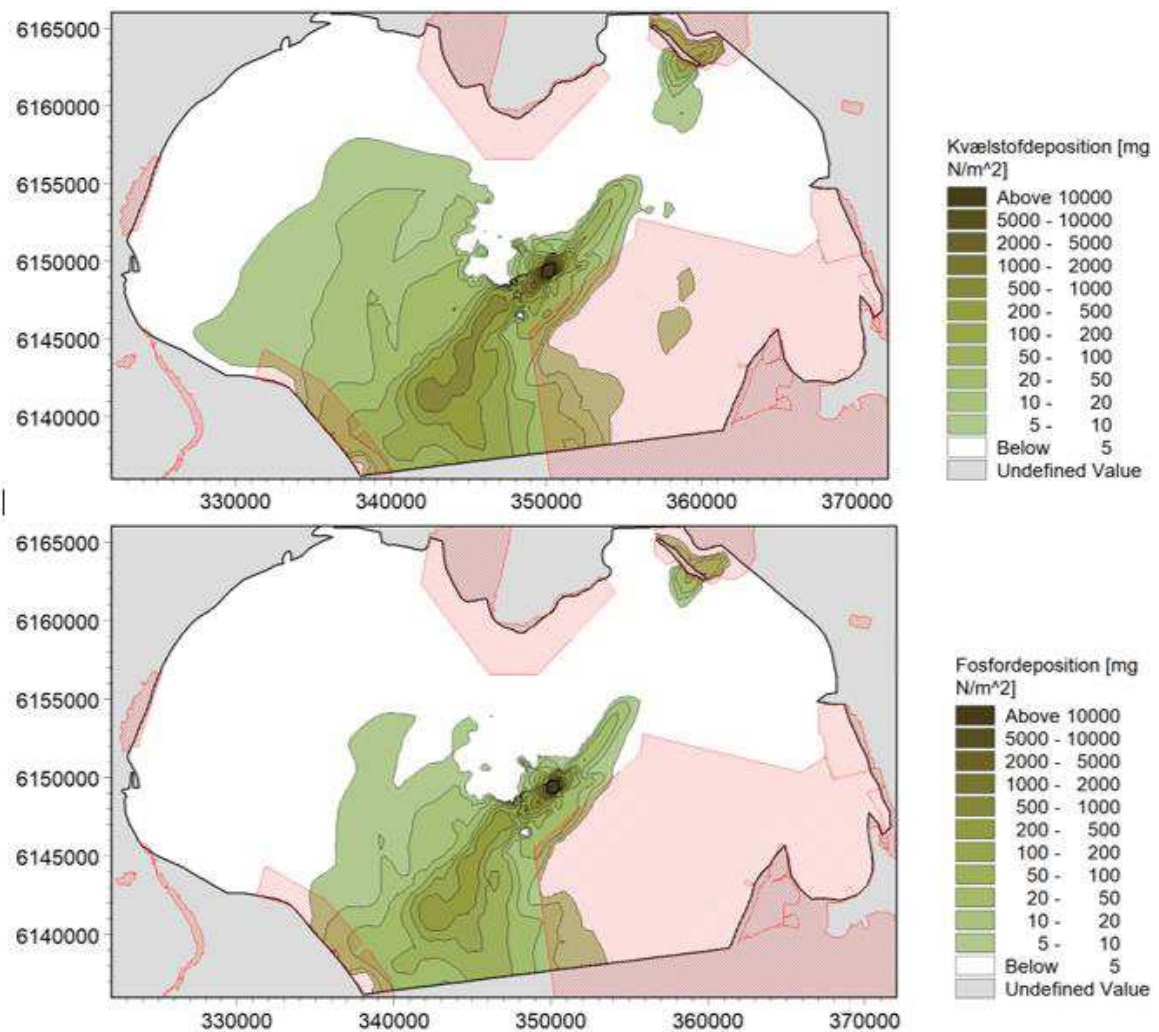 6165000
6160000
6155000
6150000
6145000
6140000
330000 340000 350000 360000 370000
Kvælstofdeposition [mg
N/m^2]
Above 10000
5000 - 10000
2000 - 5000
1000 - 2000
500 - 1000
200 - 500
100 - 200
50 - 100
20 - 50
10 - 20
5 - 10
Below 5
Undefined Value
6165000
6160000
6155000
6150000
6145000
6140000
330000 340000 350000 360000 370000
Fosfordeposition [mg
N/m^2]
Above 10000
5000 - 10000
2000 - 5000
1000 - 2000
500 - 1000
200 - 500
100 - 200
50 - 100
20 - 50
10 - 20
5 - 10
Below 5
Undefined Value